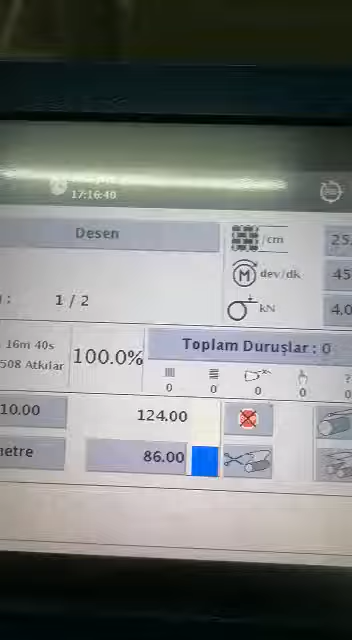 17:16:40
Desen
/cm
25.
M dev/dk
45
: 1 / 2
kN
4.0
16m 40s
508 Atkılar
100.0%
Toplam Duruşlar : 0
?
0 0 0 0 0
10.00
124.00
etre
86.00